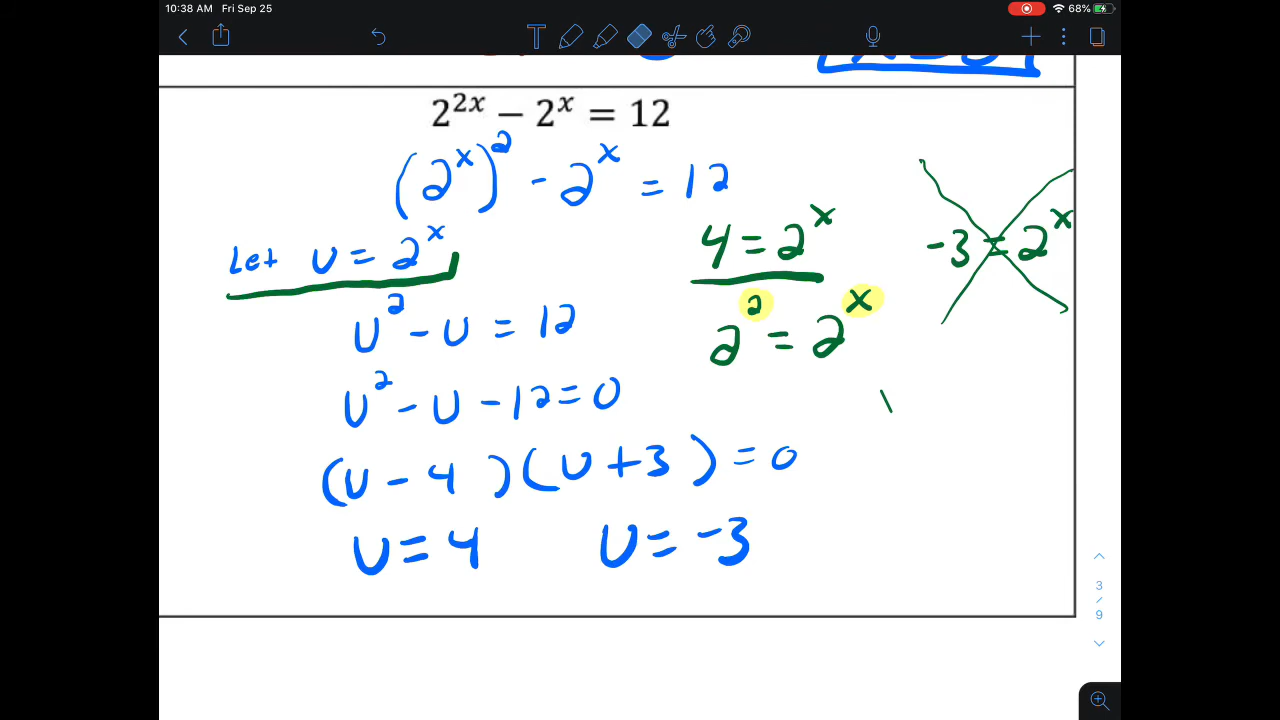 10:38 AM Fri Sep 25
68%
2^{2x} − 2^x = 12
(2^x)^2 - 2^x = 12
Let u = 2^x
u^2 - u = 12
u^2 - u - 12 = 0
(u - 4)(u + 3) = 0
u = 4 u = -3
4 = 2^x
2^2 = 2^x
-3 = 2^x
3
/
9